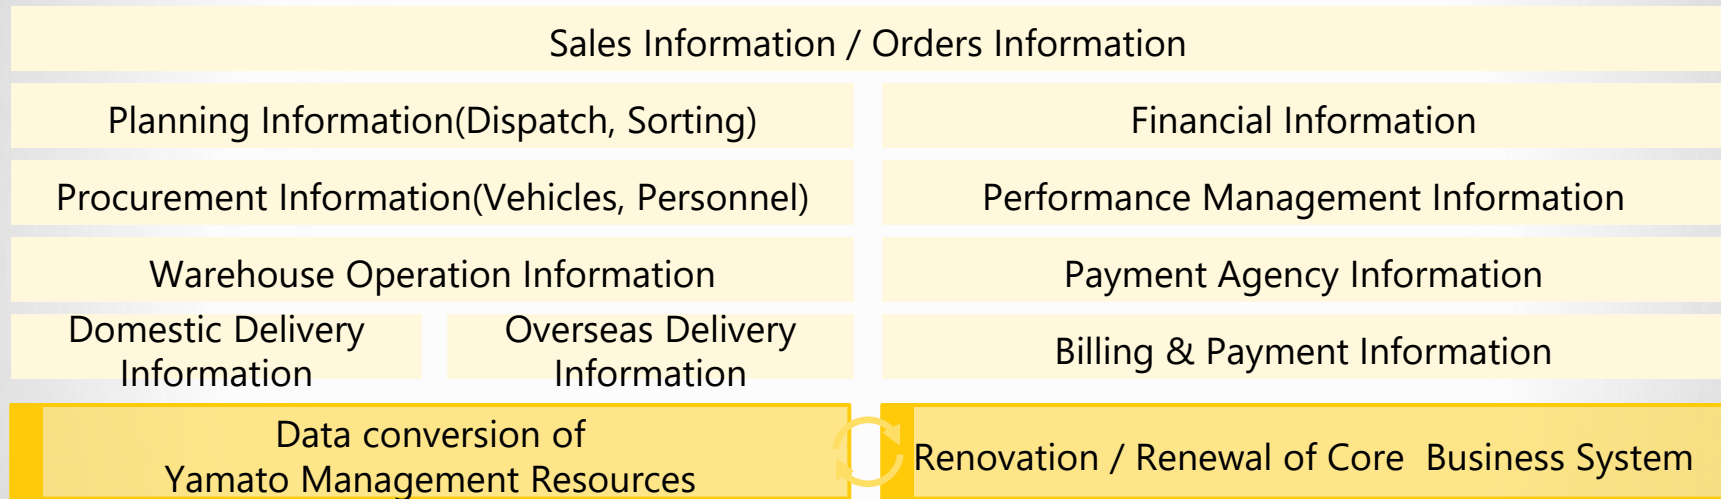 Sales Information / Orders Information
Planning Information(Dispatch, Sorting)
Financial Information
Procurement Information(Vehicles, Personnel)
Performance Management Information
Warehouse Operation Information
Payment Agency Information
Domestic Delivery
Information
Overseas Delivery
Information
Billing & Payment Information
Data conversion of
Yamato Management Resources
Renovation / Renewal of Core  Business System